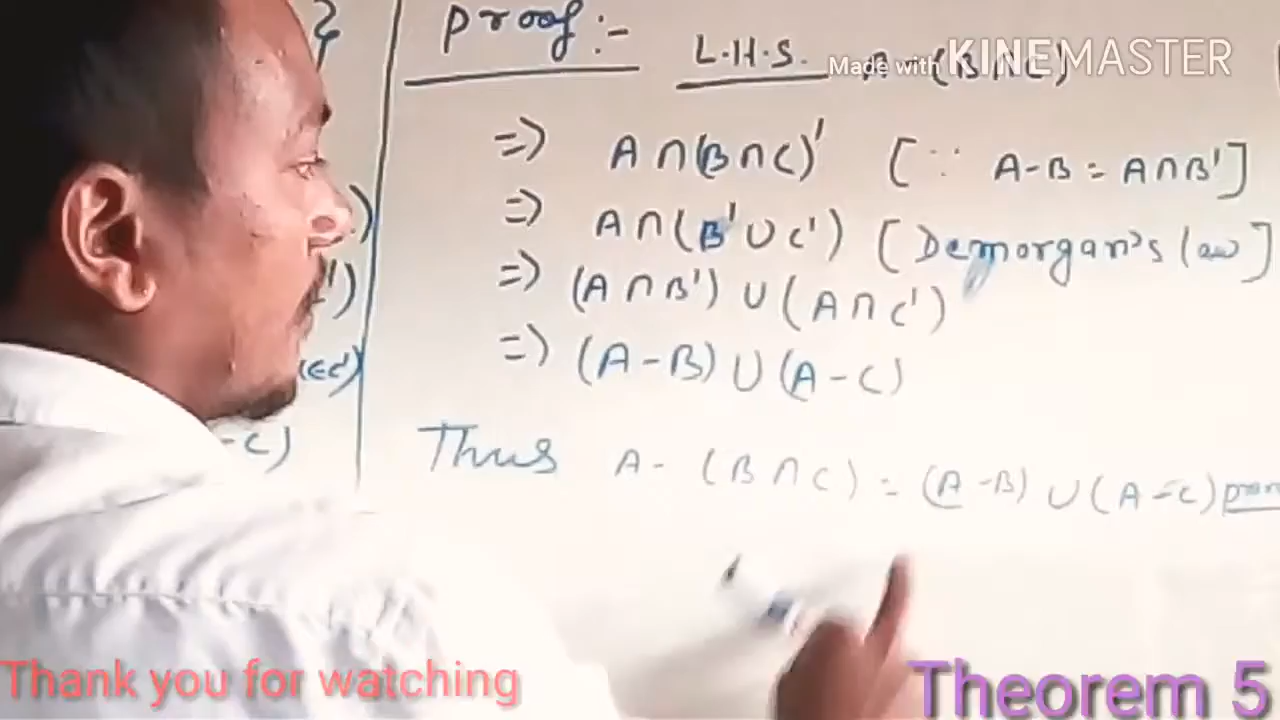 }
Proof :-
L.H.S. A-(B∩C)
Made with KINEMASTER
=> A∩(B∩C)' [∵ A-B = A∩B']
=> A∩(B'∪C') [Demorgan's law]
=> (A∩B')∪(A∩C')
=> (A-B)∪(A-C)
∈C')
-C)
Thus A-(B∩C) = (A-B)∪(A-C)
Thank you for watching
Theorem 5